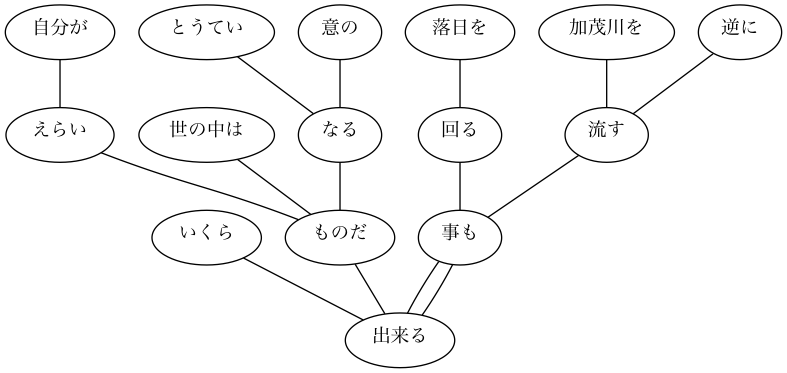 自分が とうてい 意の 落日を 加茂川を 逆に
えらい 世の中は なる 回る 流す
いくら ものだ 事も
出来る